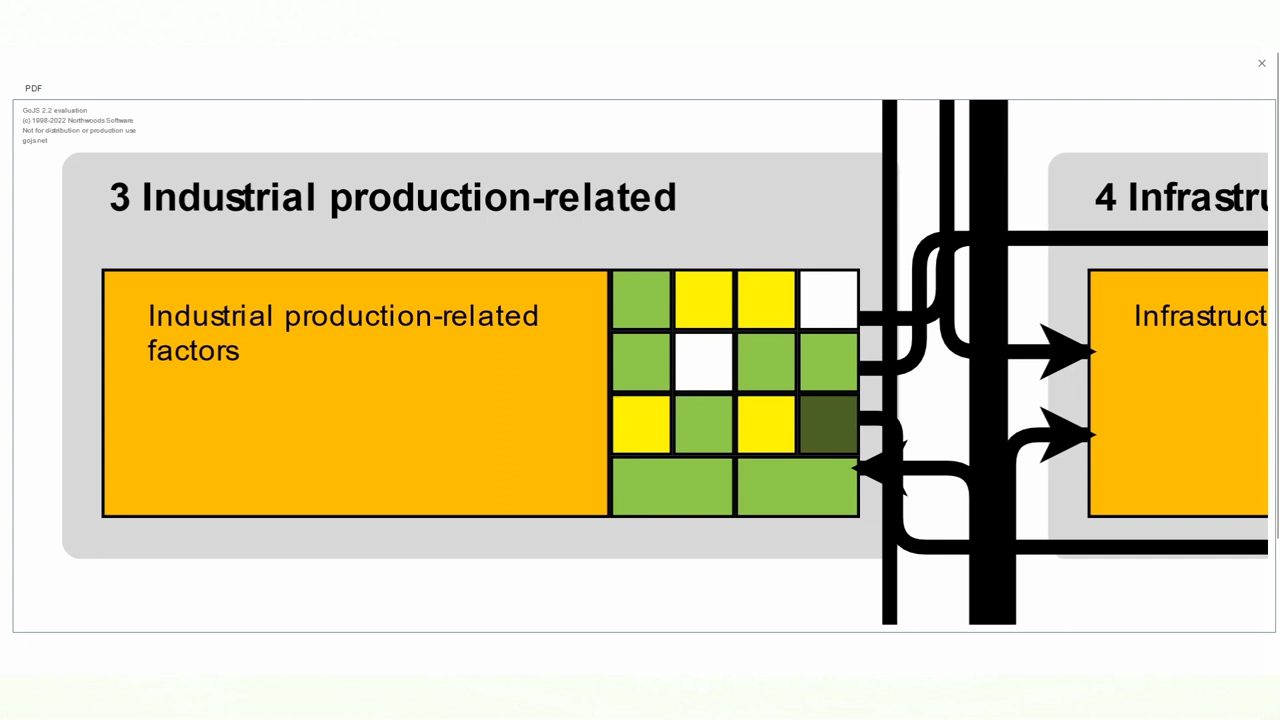 PDF
GoJS 2.2 evaluation
(c) 1998-2022 Northwoods Software
Not for distribution or production use
gojs.net
3 Industrial production-related
4 Infrastru
Industrial production-related
factors
Infrastruct